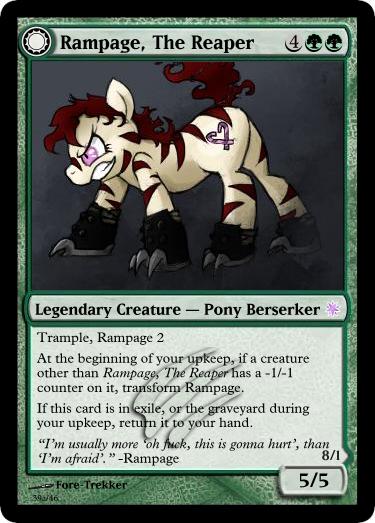 Rampage, The Reaper 4
Legendary Creature — Pony Berserker
Trample, Rampage 2
At the beginning of your upkeep, if a creature
other than Rampage, The Reaper has a -1/-1
counter on it, transform Rampage.
If this card is in exile, or the graveyard during
your upkeep, return it to your hand.
“I'm usually more ‘oh fuck, this is gonna hurt’, than
‘I'm afraid’.” -Rampage
8/1
5/5
Fore-Trekker